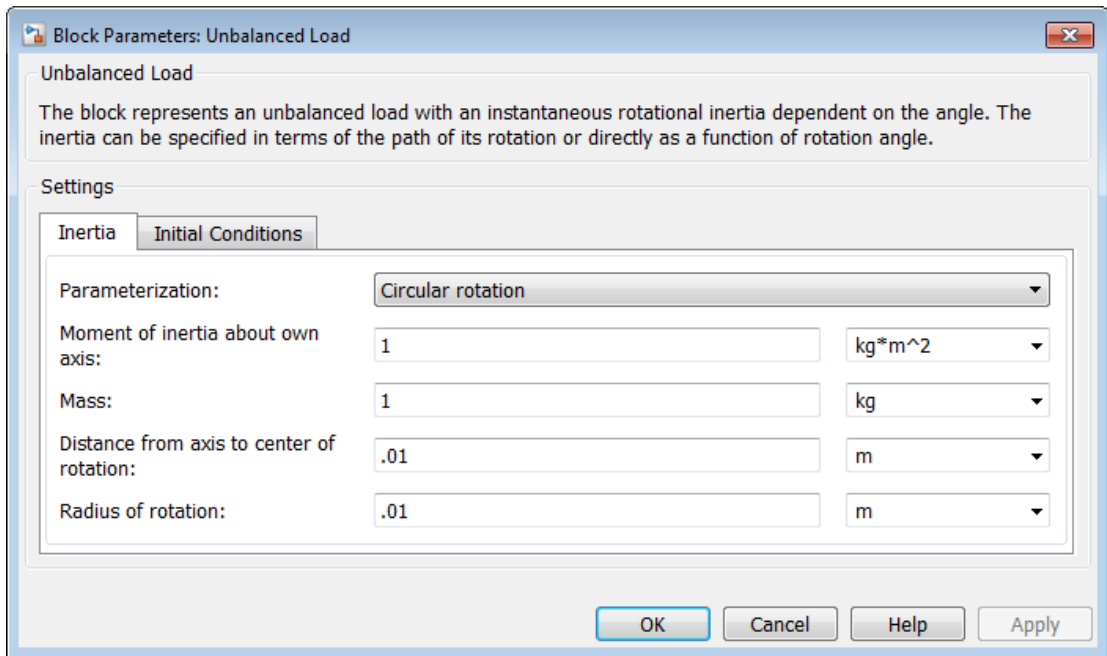 Block Parameters: Unbalanced Load
Unbalanced Load
The block represents an unbalanced load with an instantaneous rotational inertia dependent on the angle. The
inertia can be specified in terms of the path of its rotation or directly as a function of rotation angle.
Settings
Inertia Initial Conditions
Parameterization: Circular rotation
Moment of inertia about own
axis: 1 kg*m^2
Mass: 1 kg
Distance from axis to center of
rotation: .01 m
Radius of rotation: .01 m
OK Cancel Help Apply